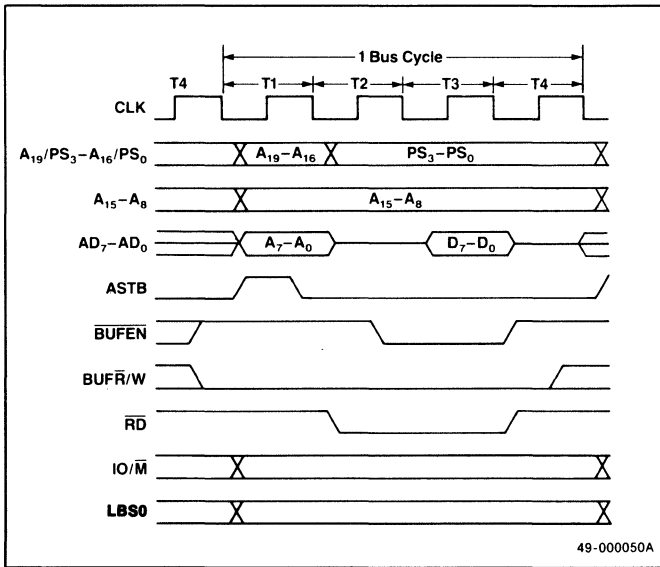 1 Bus Cycle
T4 T1 T2 T3 T4
CLK
A19/PS3–A16/PS0 A19–A16 PS3–PS0
A15–A8 A15–A8
AD7–AD0 A7–A0 D7–D0
ASTB
BUFEN
BUFR/W
RD
IO/M
LBS0
49-000050A